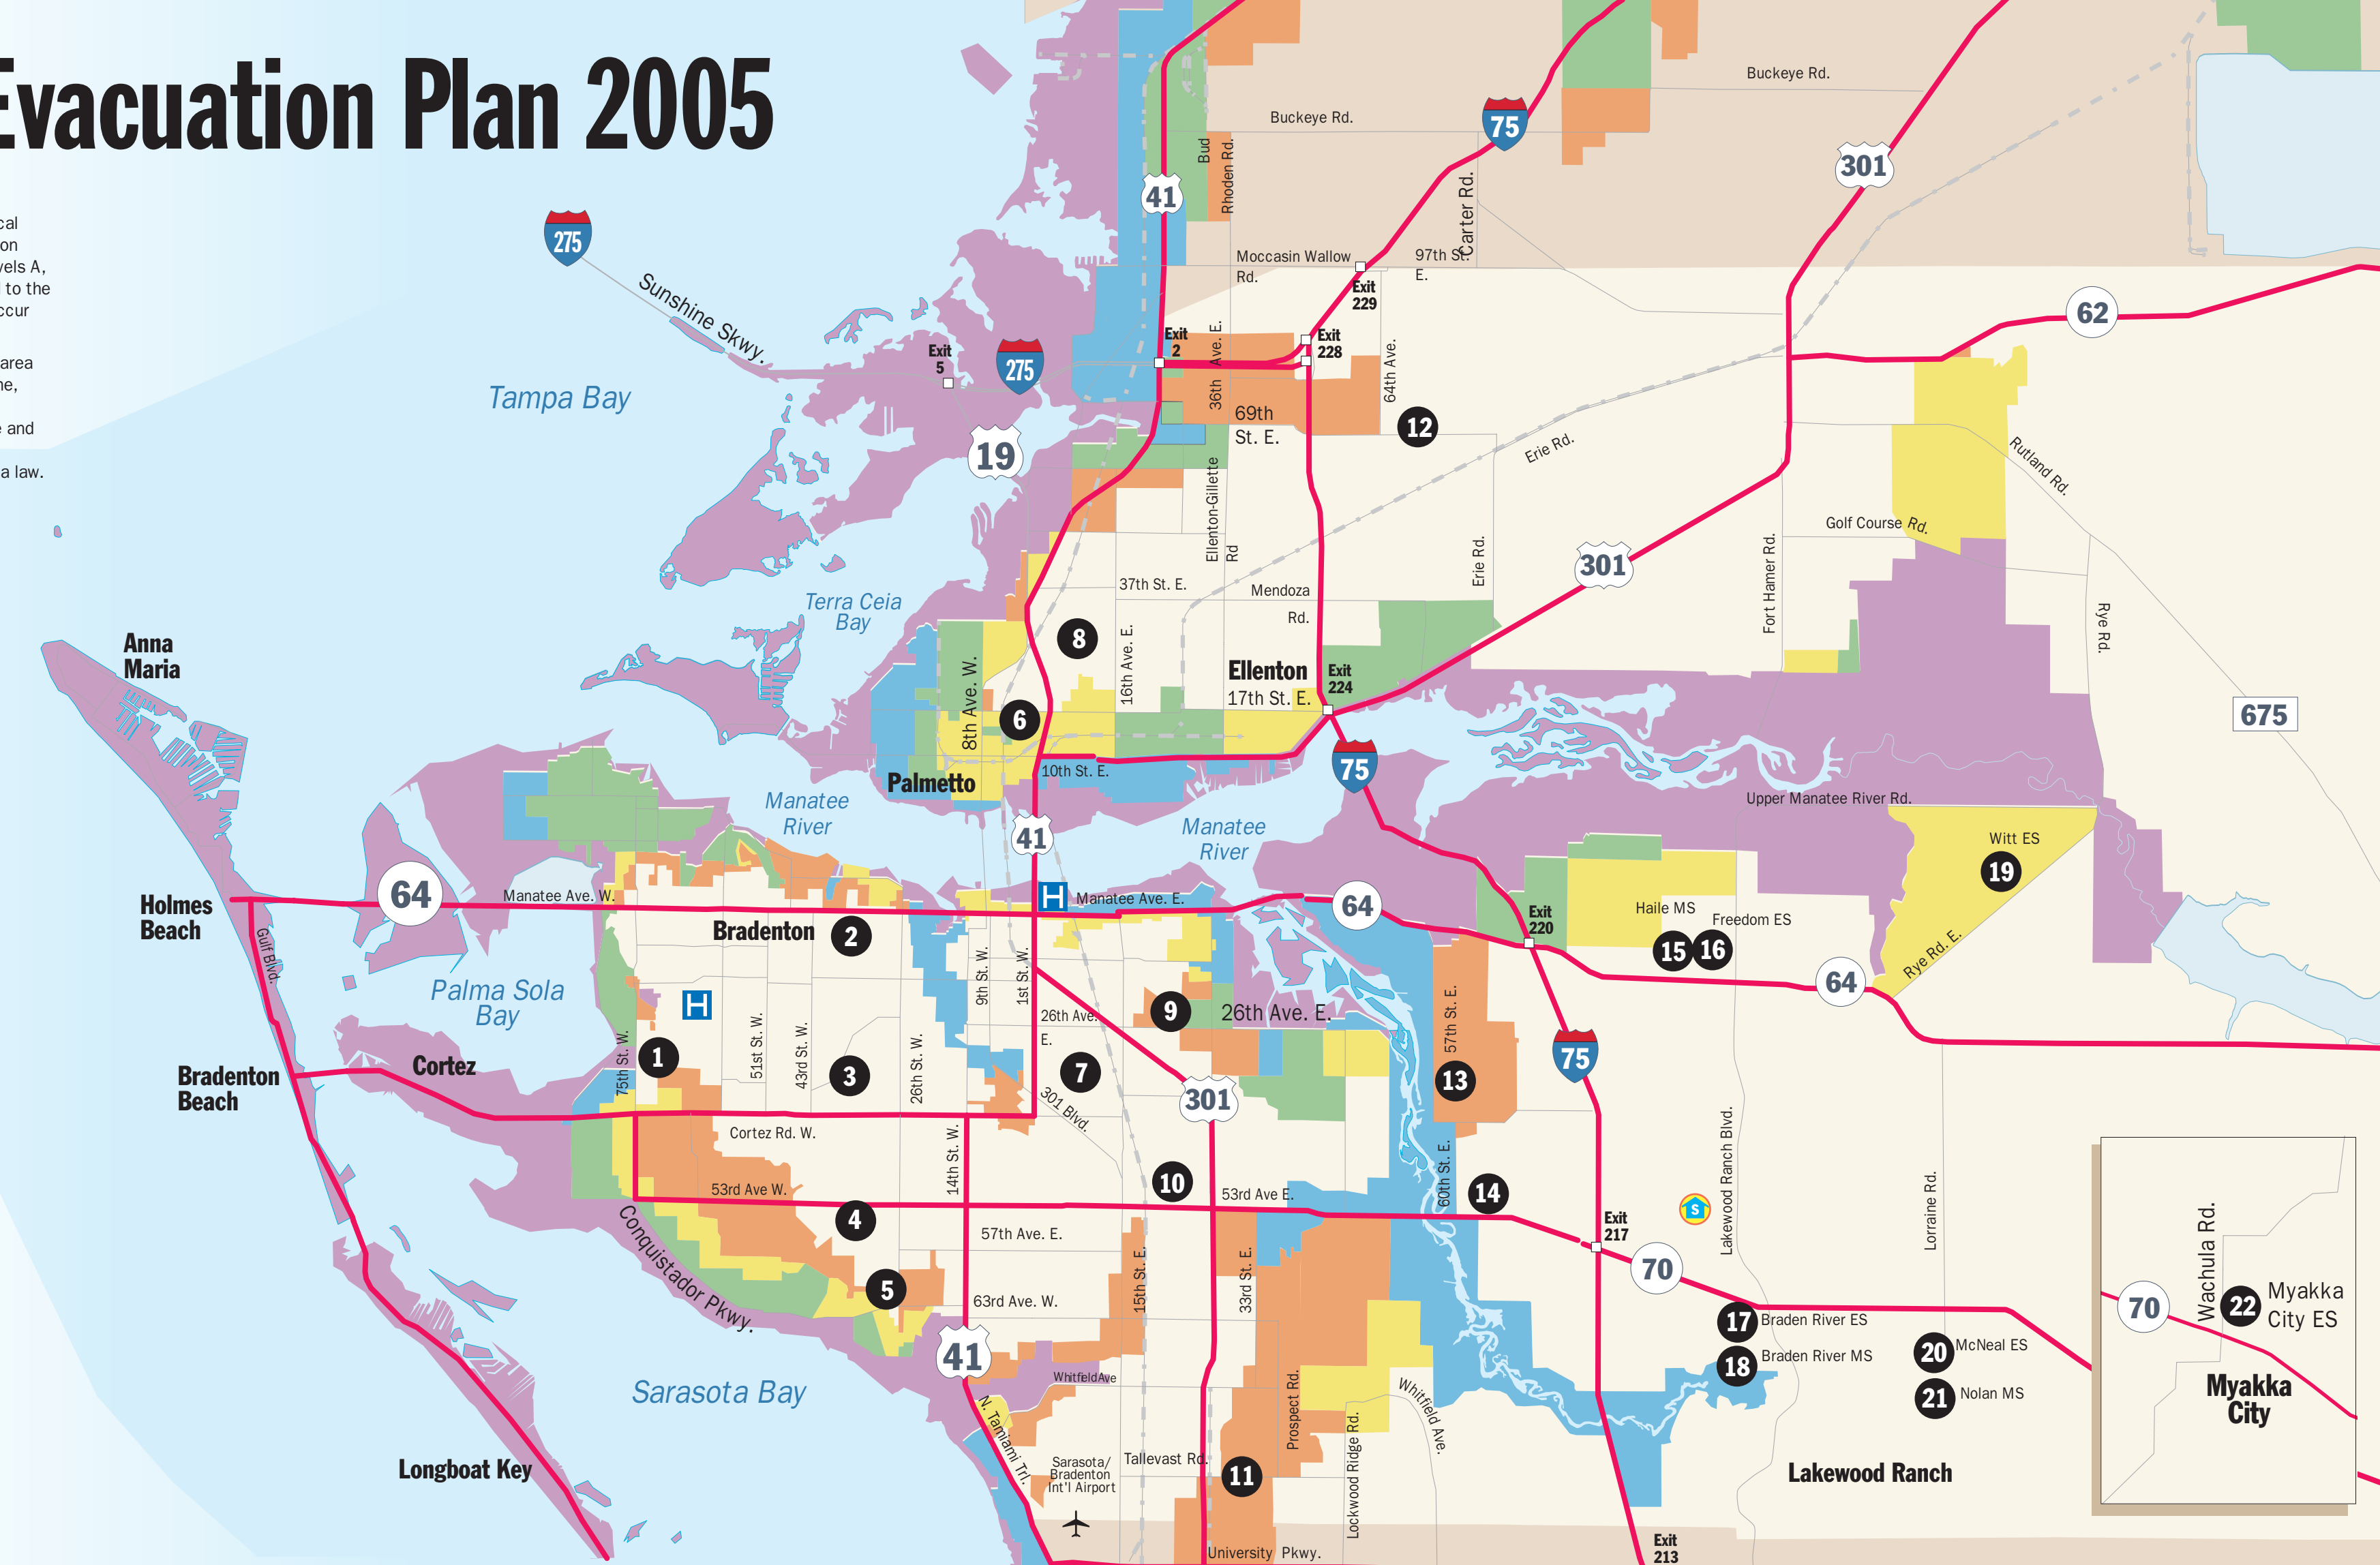 Evacuation Plan 2005
cal
on
vels A,
to the
ccur
area
ne,
e and
a law.
Buckeye Rd.
Buckeye Rd.
75
301
41
Bud
Rhoden Rd.
Carter Rd.
275
Sunshine Skwy.
Moccasin Wallow
Rd.
97th St.
E.
Exit
229
62
Exit
2
Exit
228
Exit
5
275
36th Ave. E.
64th Ave.
Tampa Bay
69th
St. E.
12
19
Erie Rd.
Rutland Rd.
Ellenton-Gillette
Rd
Golf Course Rd.
301
Erie Rd.
Fort Hamer Rd.
37th St. E.
Mendoza
Rd.
Terra Ceia
Bay
Rye Rd.
Anna
Maria
8
16th Ave. E.
Ellenton
17th St. E.
Exit
224
8th Ave. W.
6
675
75
10th St. E.
Palmetto
Manatee
River
Manatee
River
41
Upper Manatee River Rd.
Witt ES
19
Holmes
Beach
64
Manatee Ave. W.
H
Manatee Ave. E.
64
Exit
220
Haile MS
Freedom ES
15
16
Bradenton
2
Gulf Blvd.
Palma Sola
Bay
H
9th St. W.
1st St. W.
Rye Rd. E.
64
26th Ave.
E.
9
26th Ave. E.
57th St. E.
75
75th St. W.
1
51st St. W.
43rd St. W.
3
26th St. W.
7
13
Cortez
Bradenton
Beach
301 Blvd.
301
Cortez Rd. W.
14th St. W.
Lakewood Ranch Blvd.
Lorraine Rd.
53rd Ave W.
10
53rd Ave E.
60th St. E.
14
S
Exit
217
4
57th Ave. E.
Conquistador Pkwy.
5
15th St. E.
33rd St. E.
70
63rd Ave. W.
17
Braden River ES
18
Braden River MS
20
McNeal ES
21
Nolan MS
Wachula Rd.
70
22
Myakka
City ES
Myakka
City
41
Whitfield Ave
Sarasota Bay
N. Tamiami Trl.
Prospect Rd.
Whitfield Ave.
Lockwood Ridge Rd.
Longboat Key
Sarasota/
Bradenton
Int'l Airport
Tallevast Rd.
11
Lakewood Ranch
University Pkwy.
Exit
213